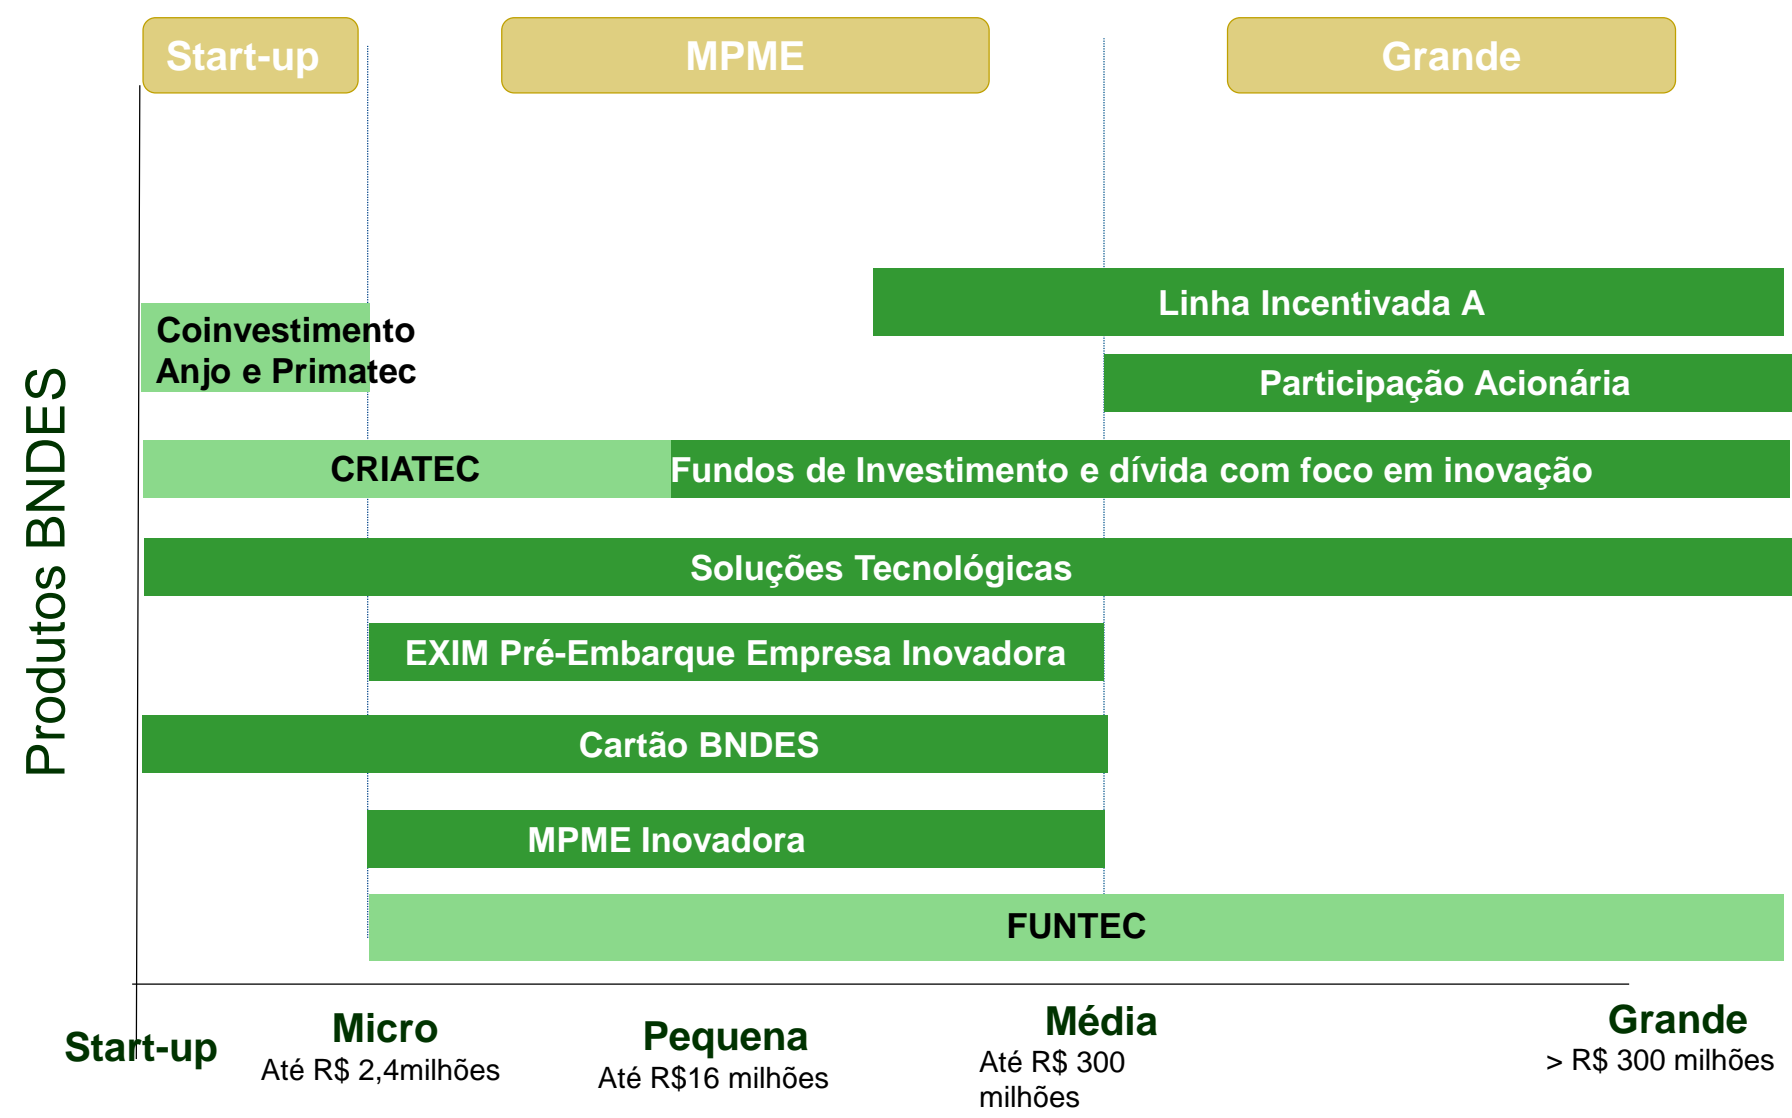 Start-up
MPME
Grande
Produtos BNDES
Linha Incentivada A
Coinvestimento
Anjo e Primatec
Participação Acionária
CRIATEC
Fundos de Investimento e dívida com foco em inovação
Soluções Tecnológicas
EXIM Pré-Embarque Empresa Inovadora
Cartão BNDES
MPME Inovadora
FUNTEC
Start-up
Micro
Até R$ 2,4milhões
Pequena
Até R$16 milhões
Média
Até R$ 300
milhões
Grande
> R$ 300 milhões